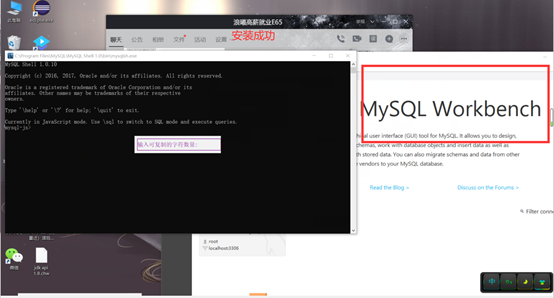 浪曦高薪就业E65
聊天 公告 相册 文件 活动 设置
安装成功
C:\Program Files\MySQL\MySQL Shell 1.0\bin\mysqlsh.exe
MySQL Shell 1.0.10
Copyright (c) 2016, 2017, Oracle and/or its affiliates. All rights reserved.
Oracle is a registered trademark of Oracle Corporation and/or its
affiliates. Other names may be trademarks of their respective
owners.
Type '\help' or '\?' for help; '\quit' to exit.
Currently in JavaScript mode. Use \sql to switch to SQL mode and execute queries.
mysql-js>
输入可复制的字符数量:
MySQL Workbench
ical user interface (GUI) tool for MySQL. It allows you to design,
schemas, work with database objects and insert data as well as
th stored data. You can also migrate schemas and data from other
vendors to your MySQL database.
Read the Blog >
Discuss on the Forums >
Filter conne
root
localhost:3306
微信
jdk api
1.8.chw
中